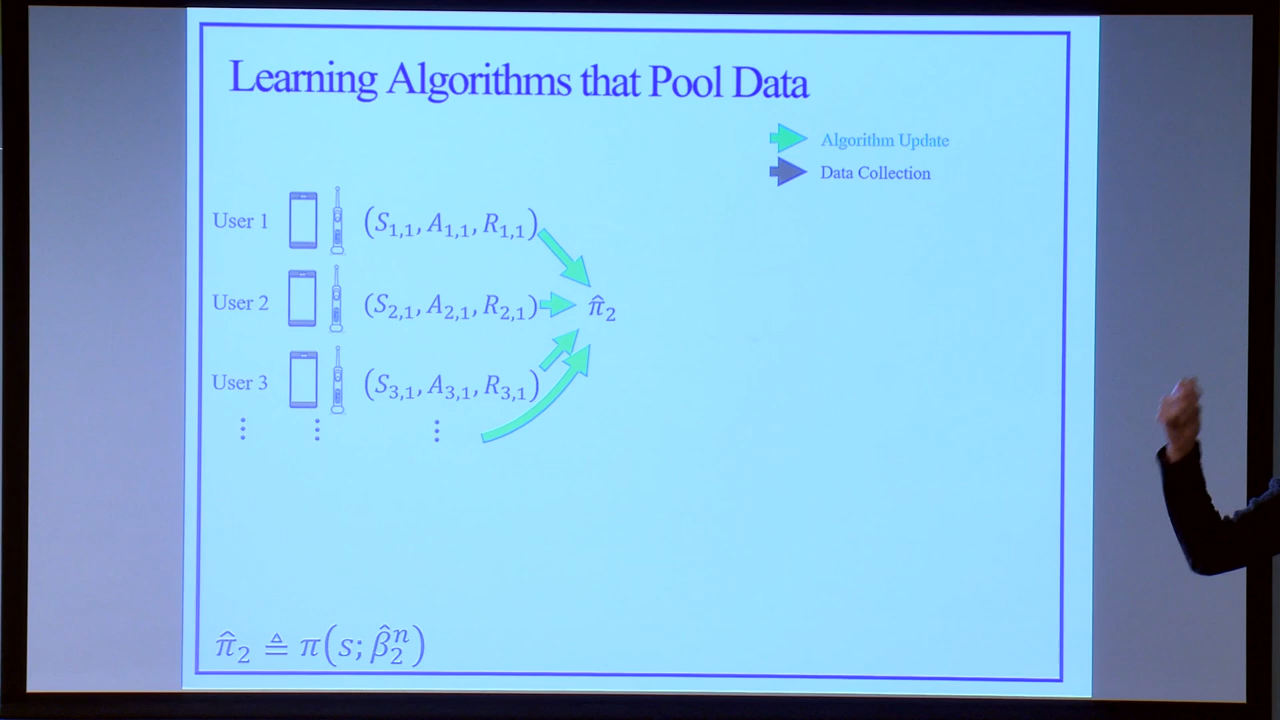 Learning Algorithms that Pool Data
Algorithm Update
Data Collection
User 1 (S₁,₁, A₁,₁, R₁,₁)
User 2 (S₂,₁, A₂,₁, R₂,₁) π̂₂
User 3 (S₃,₁, A₃,₁, R₃,₁)
⋮ ⋮ ⋮
π̂₂ ≜ π(s; β̂₂ⁿ)